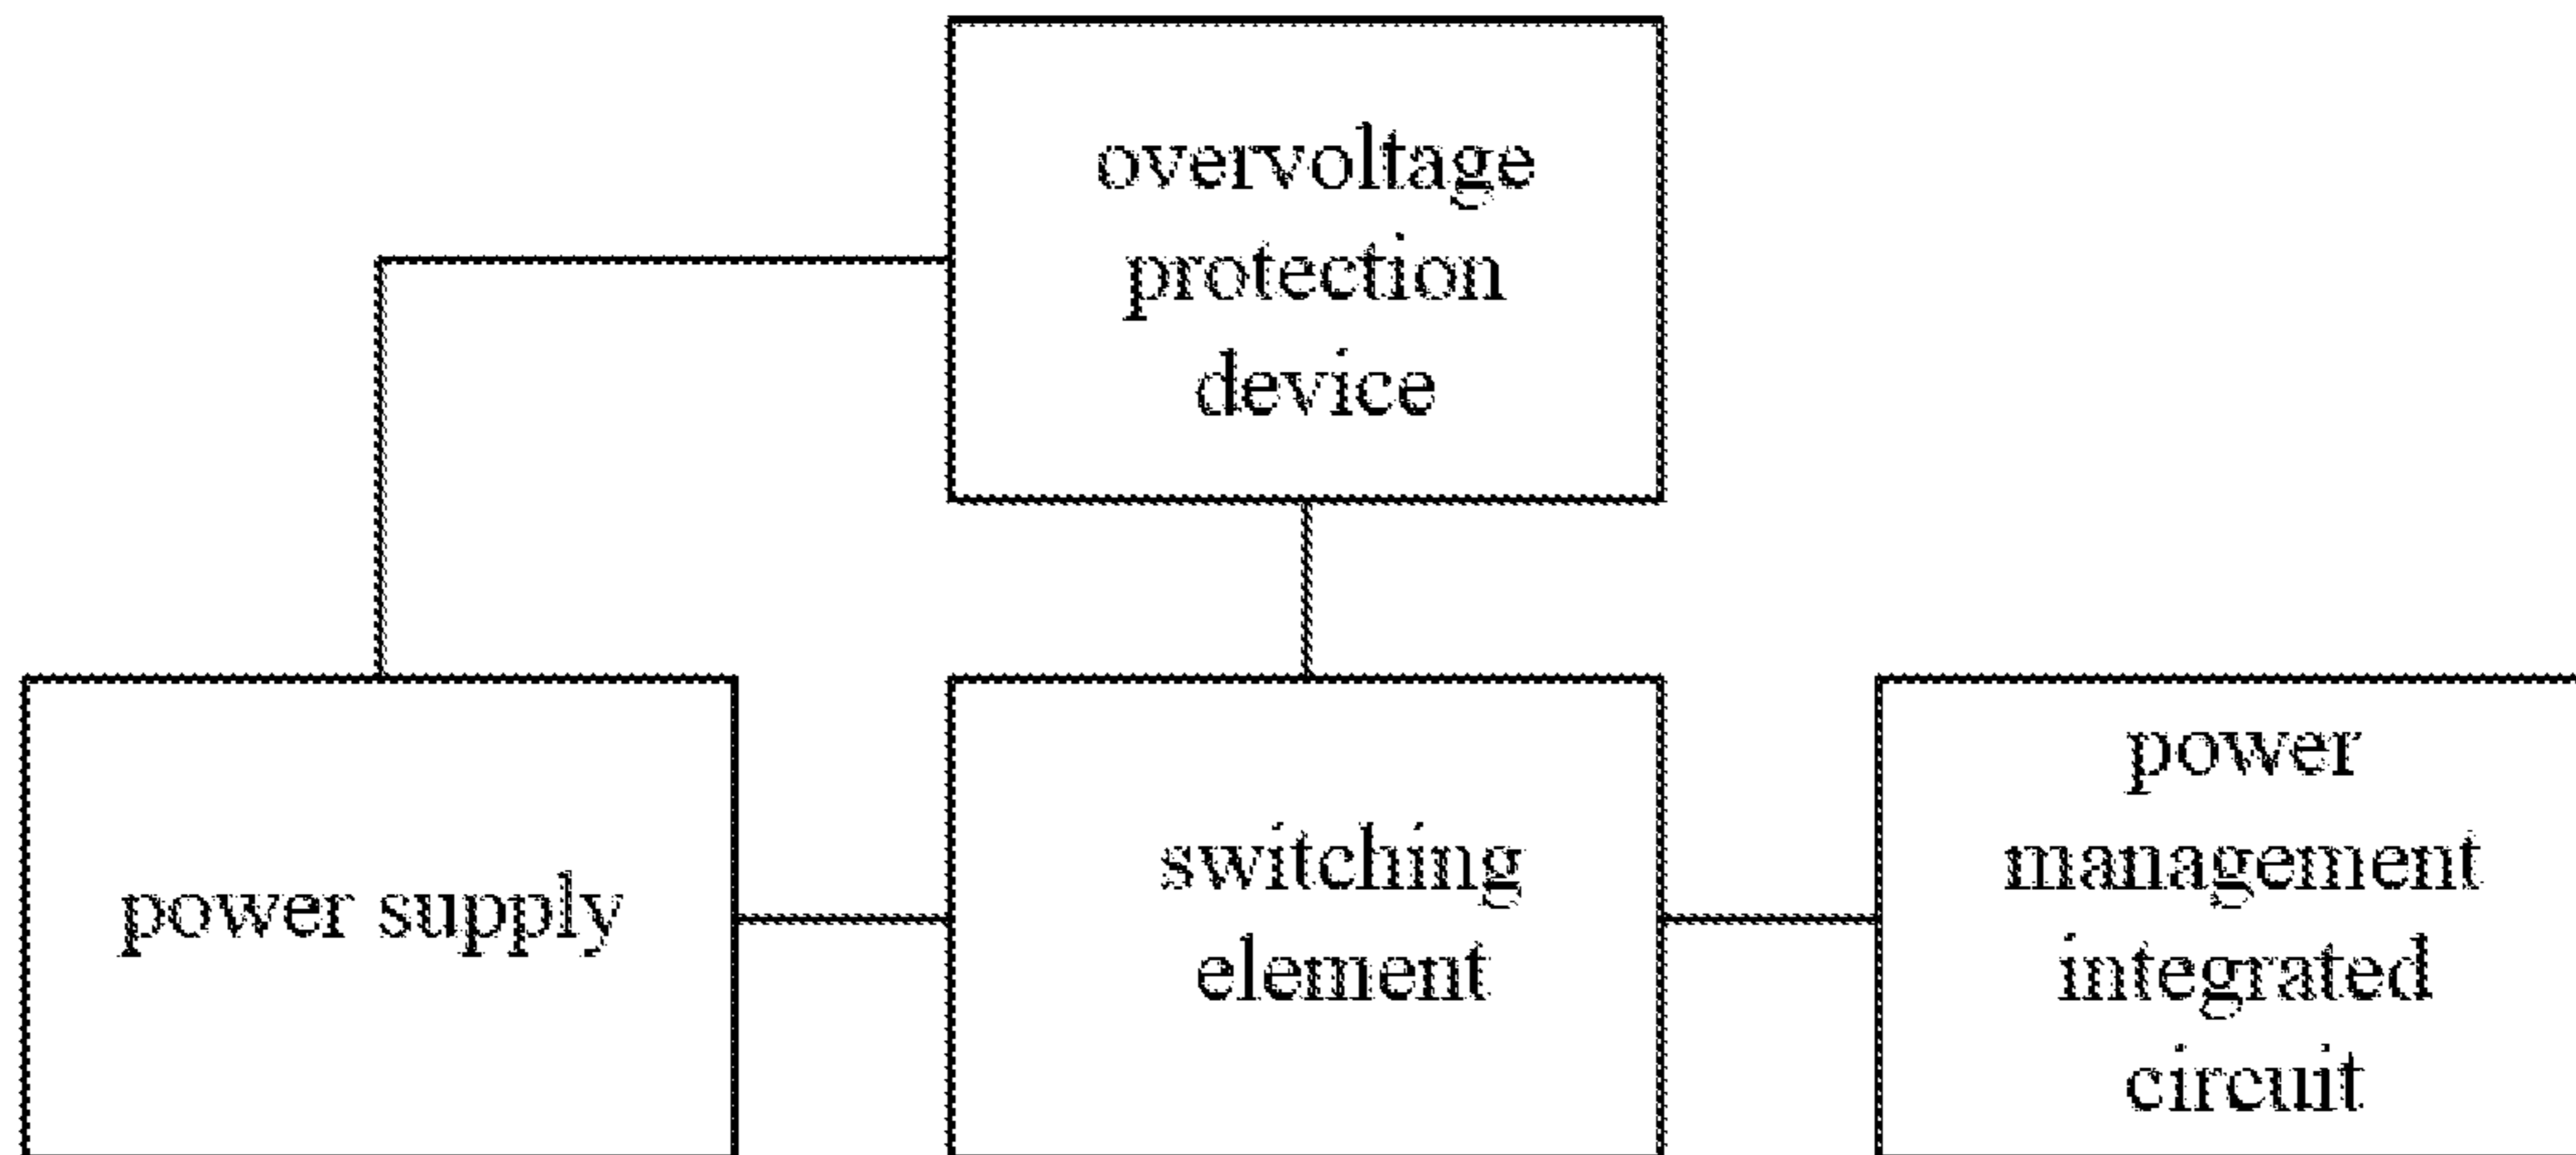 overvoltage
protection
device
power supply
switching
element
power
management
integrated
circuit